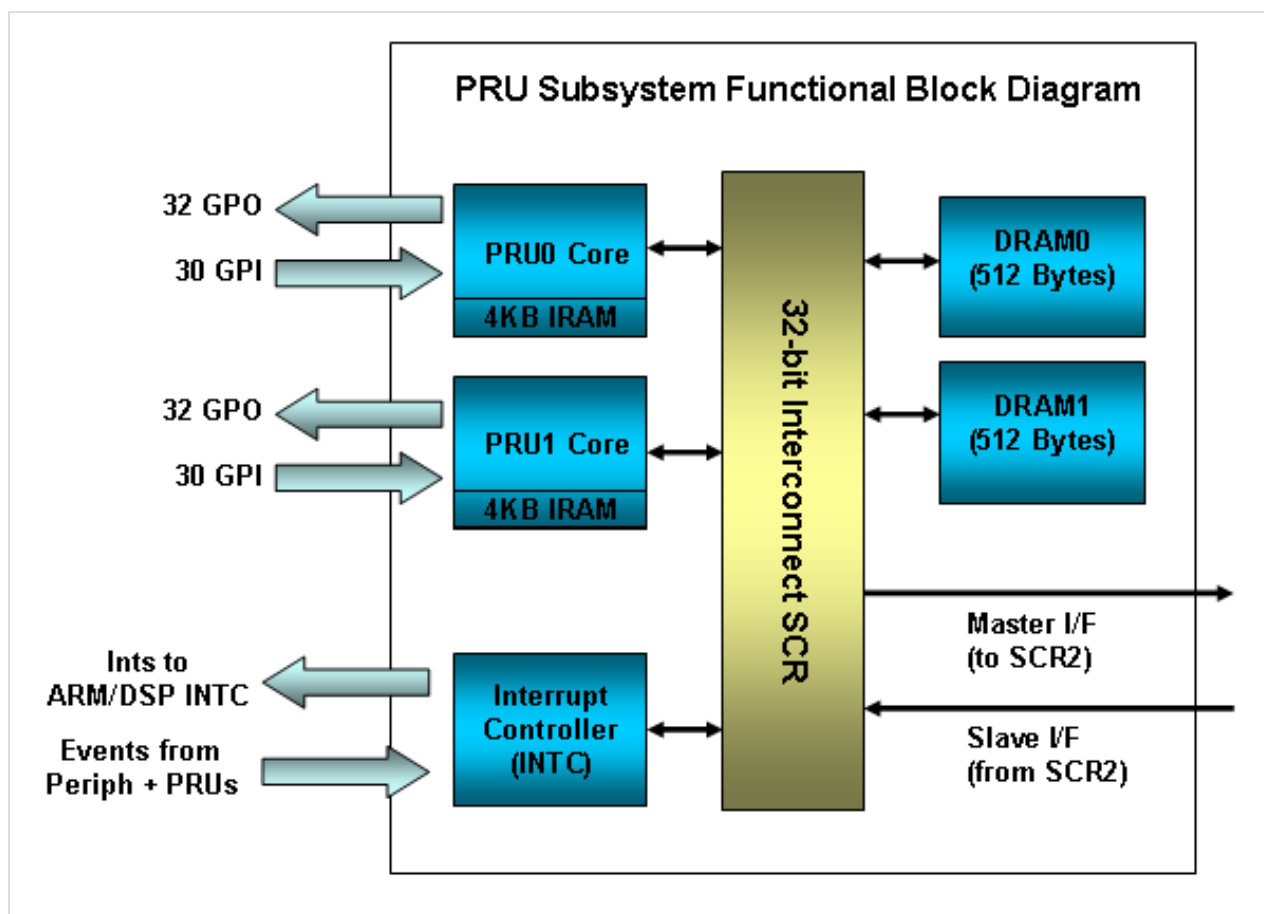 PRU Subsystem Functional Block Diagram
32 GPO
30 GPI
PRU0 Core
4KB IRAM
32 GPO
30 GPI
PRU1 Core
4KB IRAM
Ints to
ARM/DSP INTC
Events from
Periph + PRUs
Interrupt
Controller
(INTC)
32-bit Interconnect SCR
DRAM0
(512 Bytes)
DRAM1
(512 Bytes)
Master I/F
(to SCR2)
Slave I/F
(from SCR2)